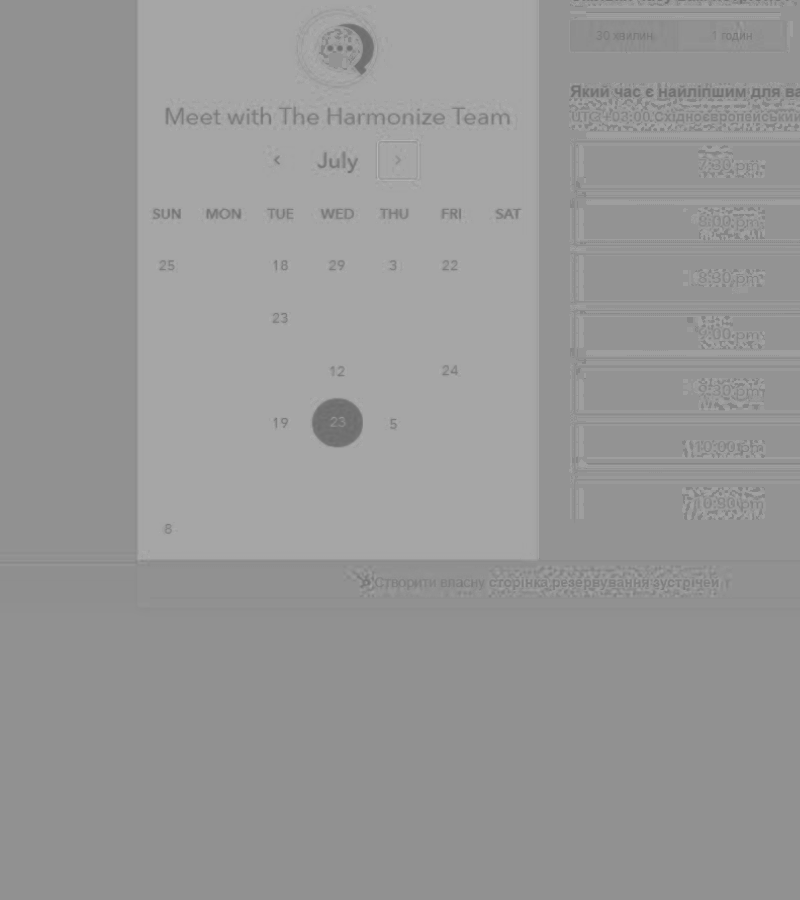 30 хвилин 1 годин
Який час є найліпшим для ва
UTC+03:00 Східноєвропейський
Meet with The Harmonize Team
July
SUN MON TUE WED THU FRI SAT
25 18 29 3 22
23
12 24
19 23 5
8
7:30 pm
8:00 pm
8:30 pm
9:00 pm
9:30 pm
10:00 pm
10:30 pm
Створити власну сторінка резервування зустрічей